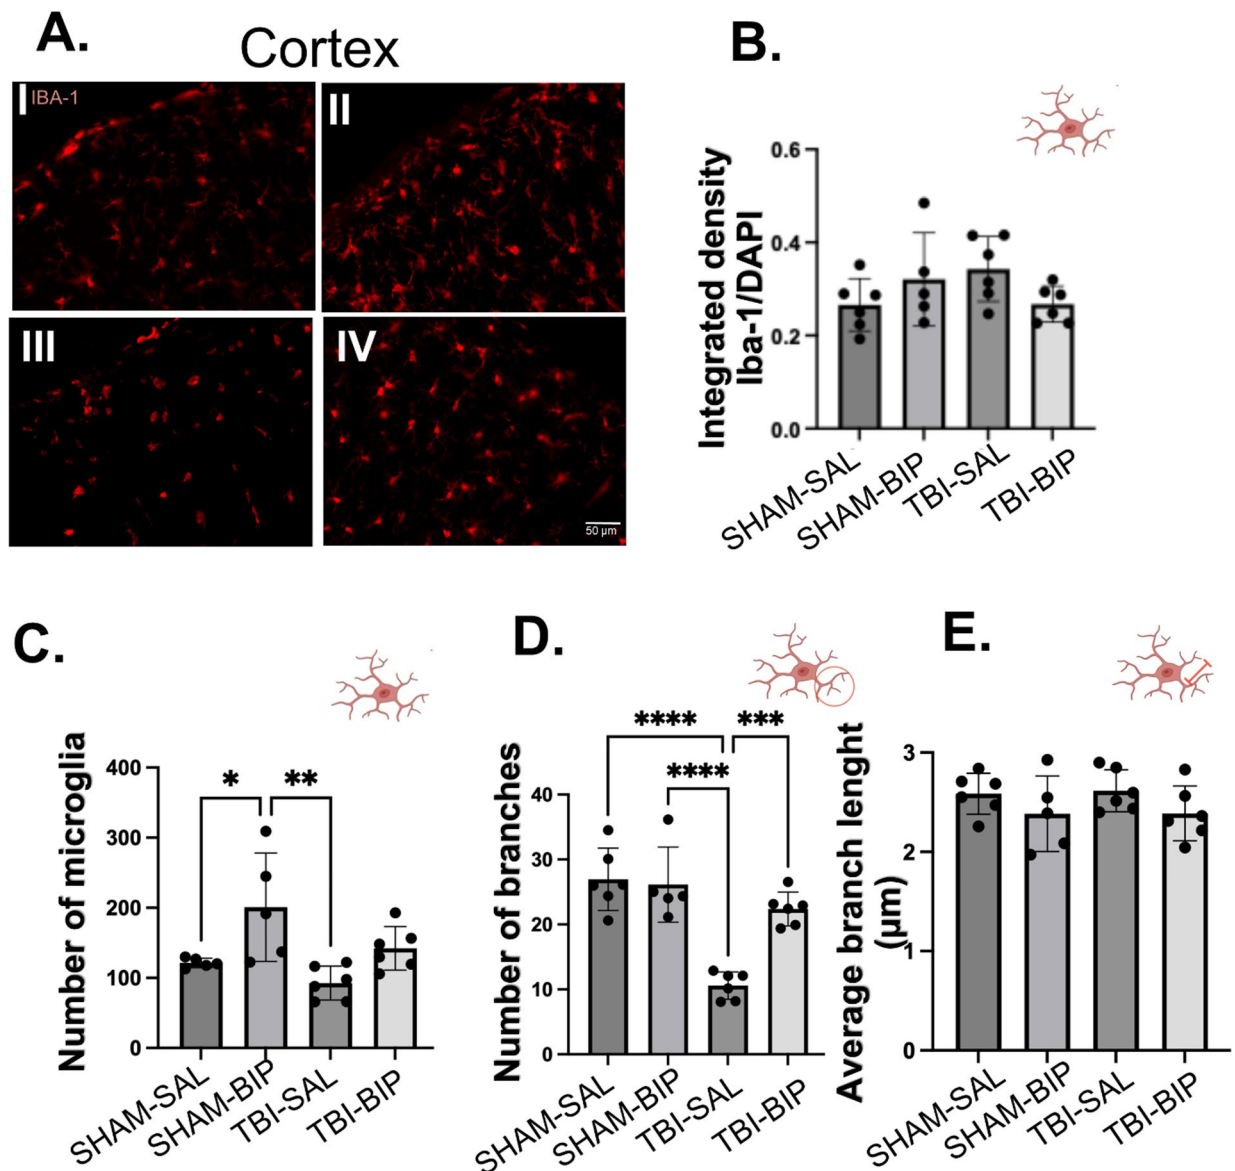 A.
Cortex
I IBA-1
II
III
IV
50 µm
B.
Integrated density
Iba-1/DAPI
0.6
0.4
0.2
0.0
SHAM-SAL
SHAM-BIP
TBI-SAL
TBI-BIP
C.
Number of microglia
400
300
200
100
0
*
**
SHAM-SAL
SHAM-BIP
TBI-SAL
TBI-BIP
D.
Number of branches
40
30
20
10
0
****
***
****
SHAM-SAL
SHAM-BIP
TBI-SAL
TBI-BIP
E.
Average branch lenght
(µm)
3
2
1
0
SHAM-SAL
SHAM-BIP
TBI-SAL
TBI-BIP